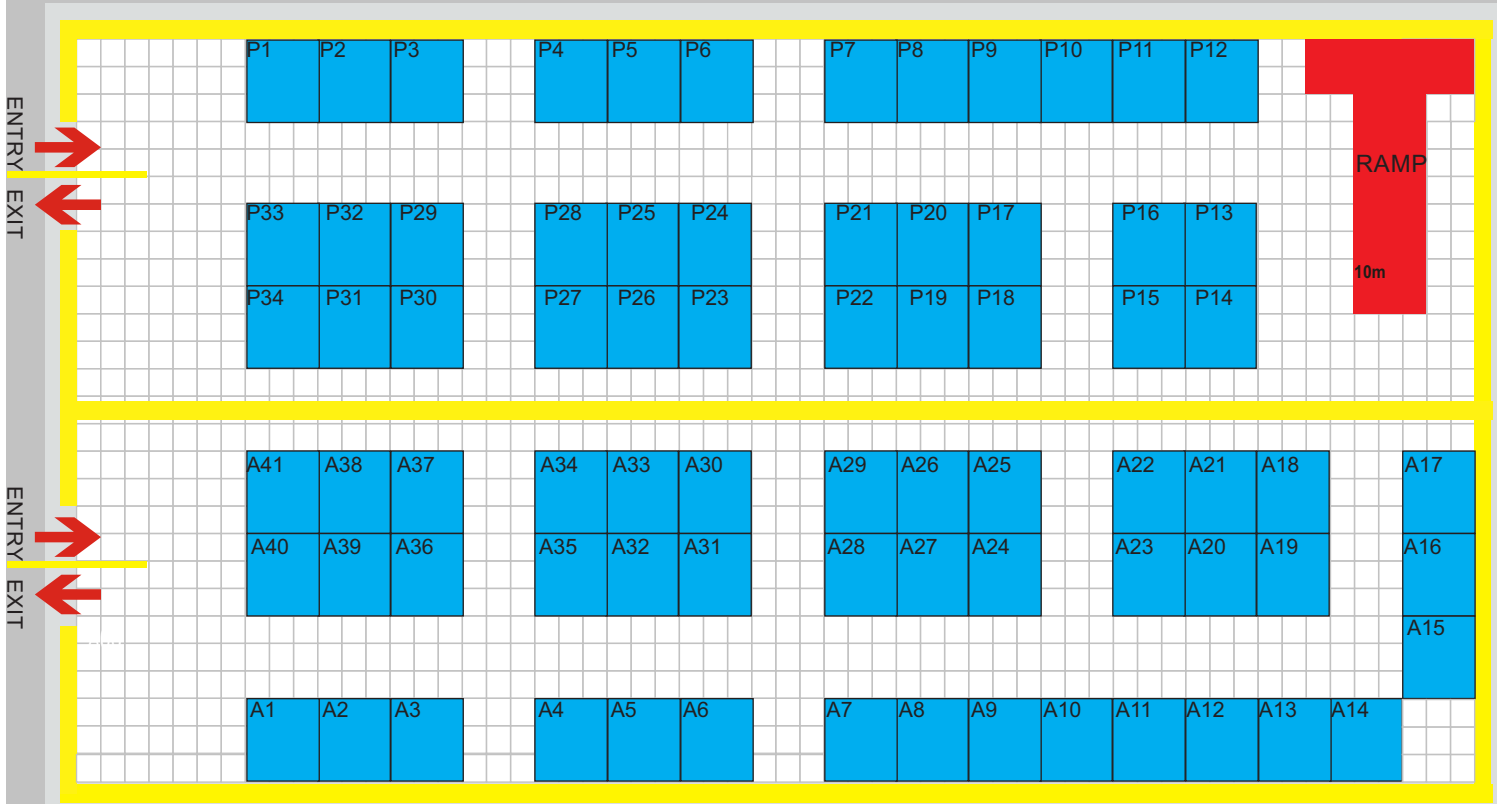 P1 P2 P3 P4 P5 P6 P7 P8 P9 P10 P11 P12
ENTRY
RAMP
EXIT
P33 P32 P29 P28 P25 P24 P21 P20 P17 P16 P13
10m
P34 P31 P30 P27 P26 P23 P22 P19 P18 P15 P14
A41 A38 A37 A34 A33 A30 A29 A26 A25 A22 A21 A18 A17
ENTRY
A40 A39 A36 A35 A32 A31 A28 A27 A24 A23 A20 A19 A16
EXIT
A15
A1 A2 A3 A4 A5 A6 A7 A8 A9 A10 A11 A12 A13 A14